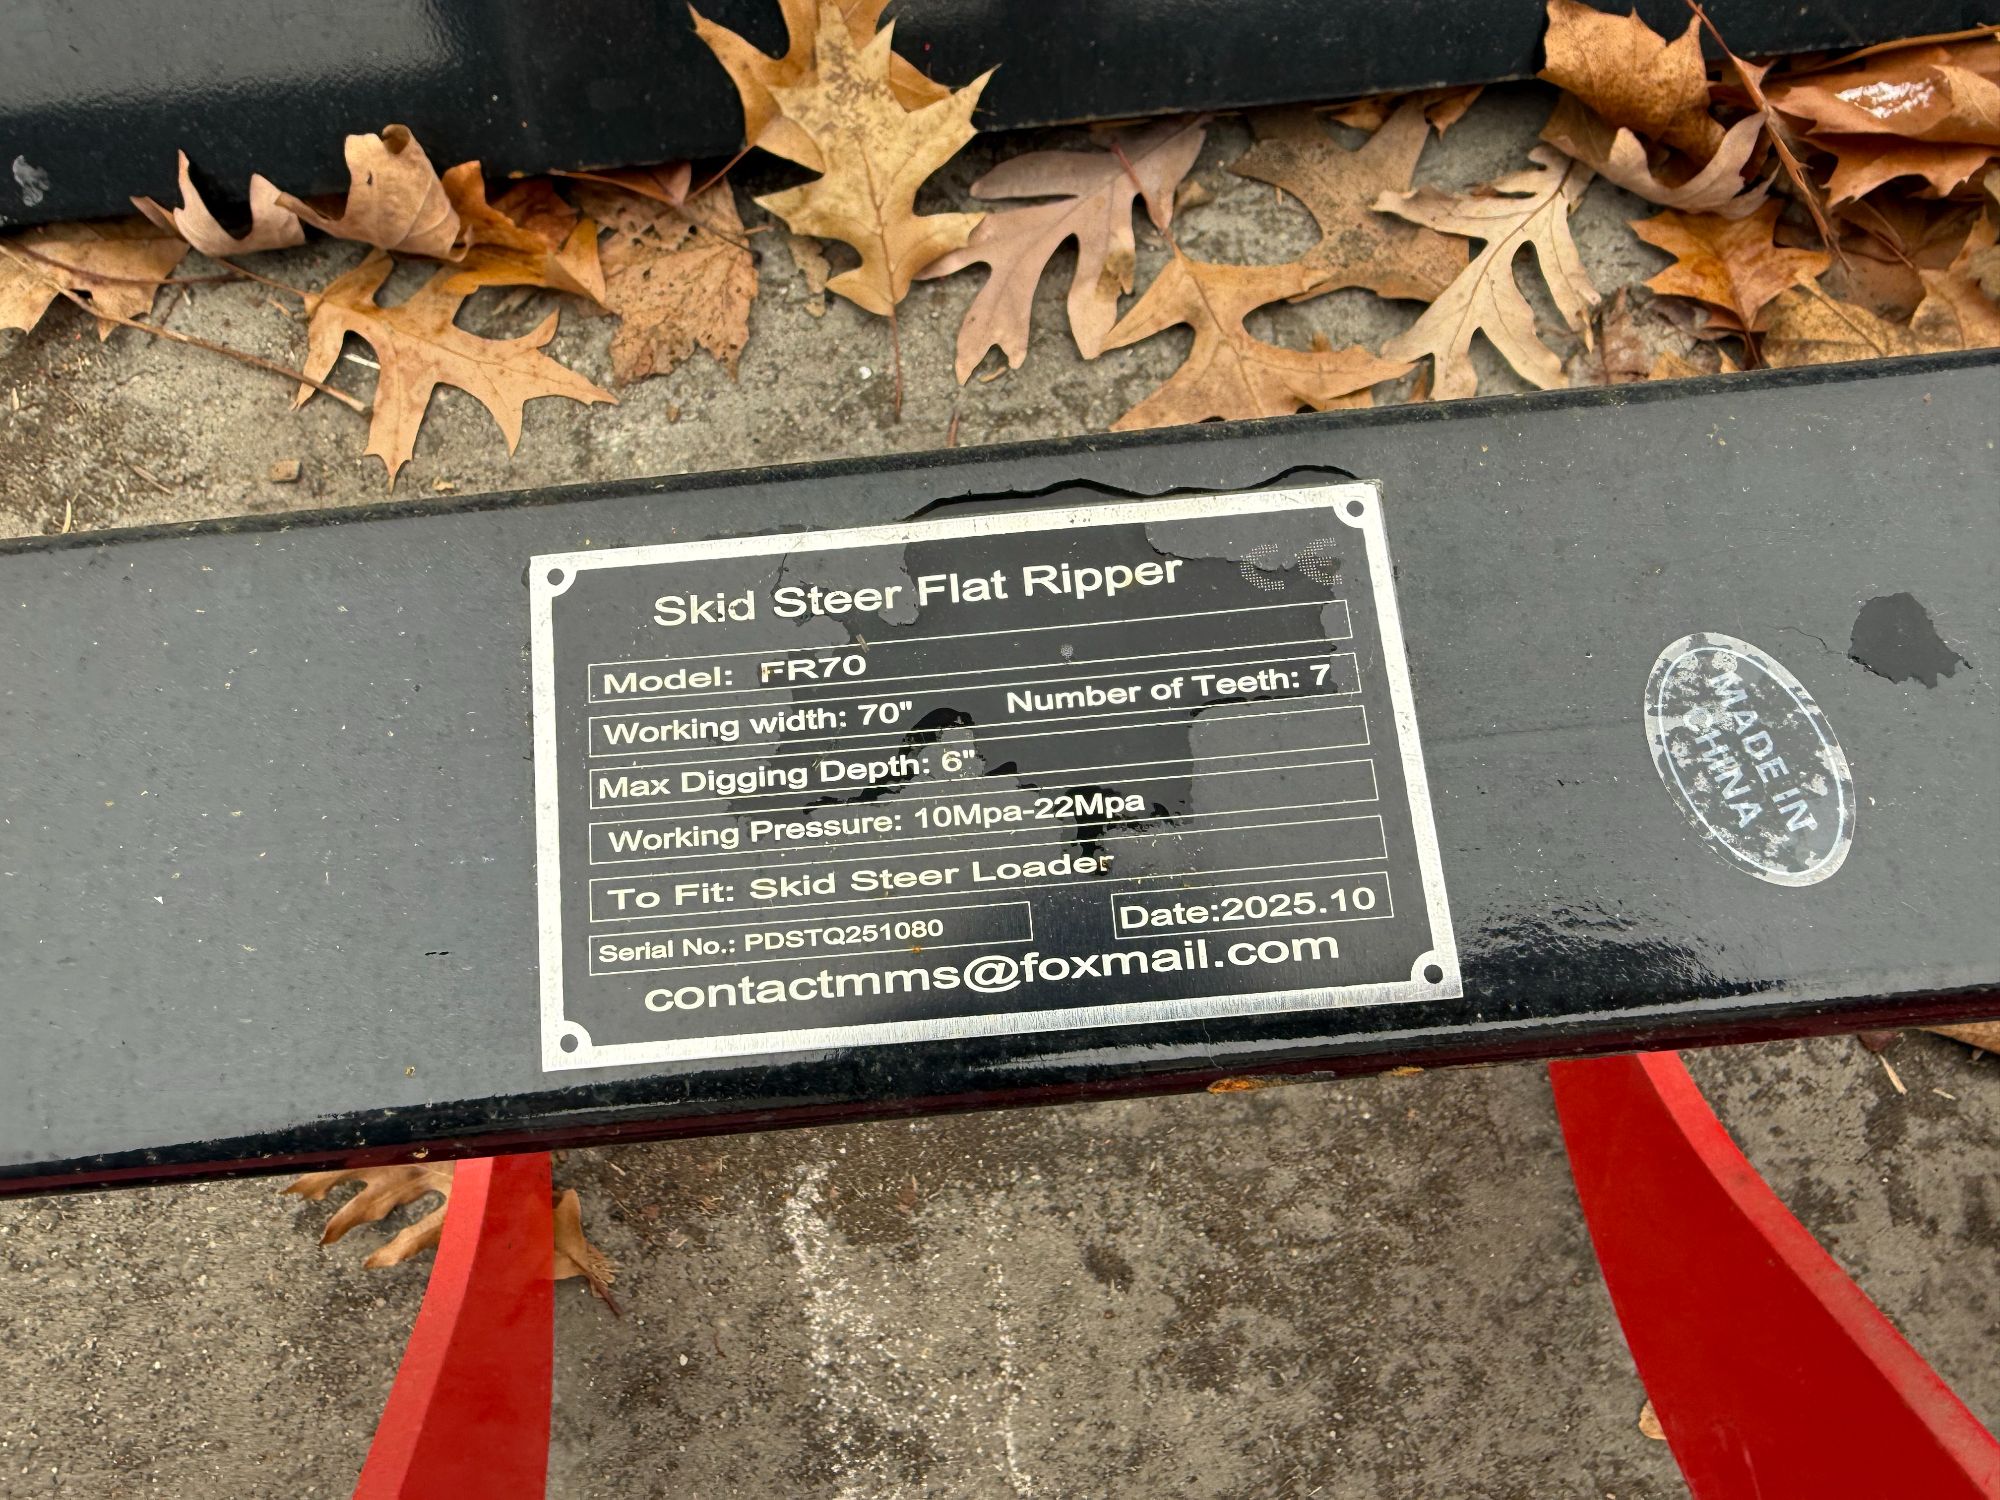 Skid Steer Flat Ripper CE
Model: FR70
Working width: 70" Number of Teeth: 7
Max Digging Depth: 6"
Working Pressure: 10Mpa-22Mpa
To Fit: Skid Steer Loader
Serial No.: PDSTQ251080 Date:2025.10
contactmms@foxmail.com
MADE IN
CHINA